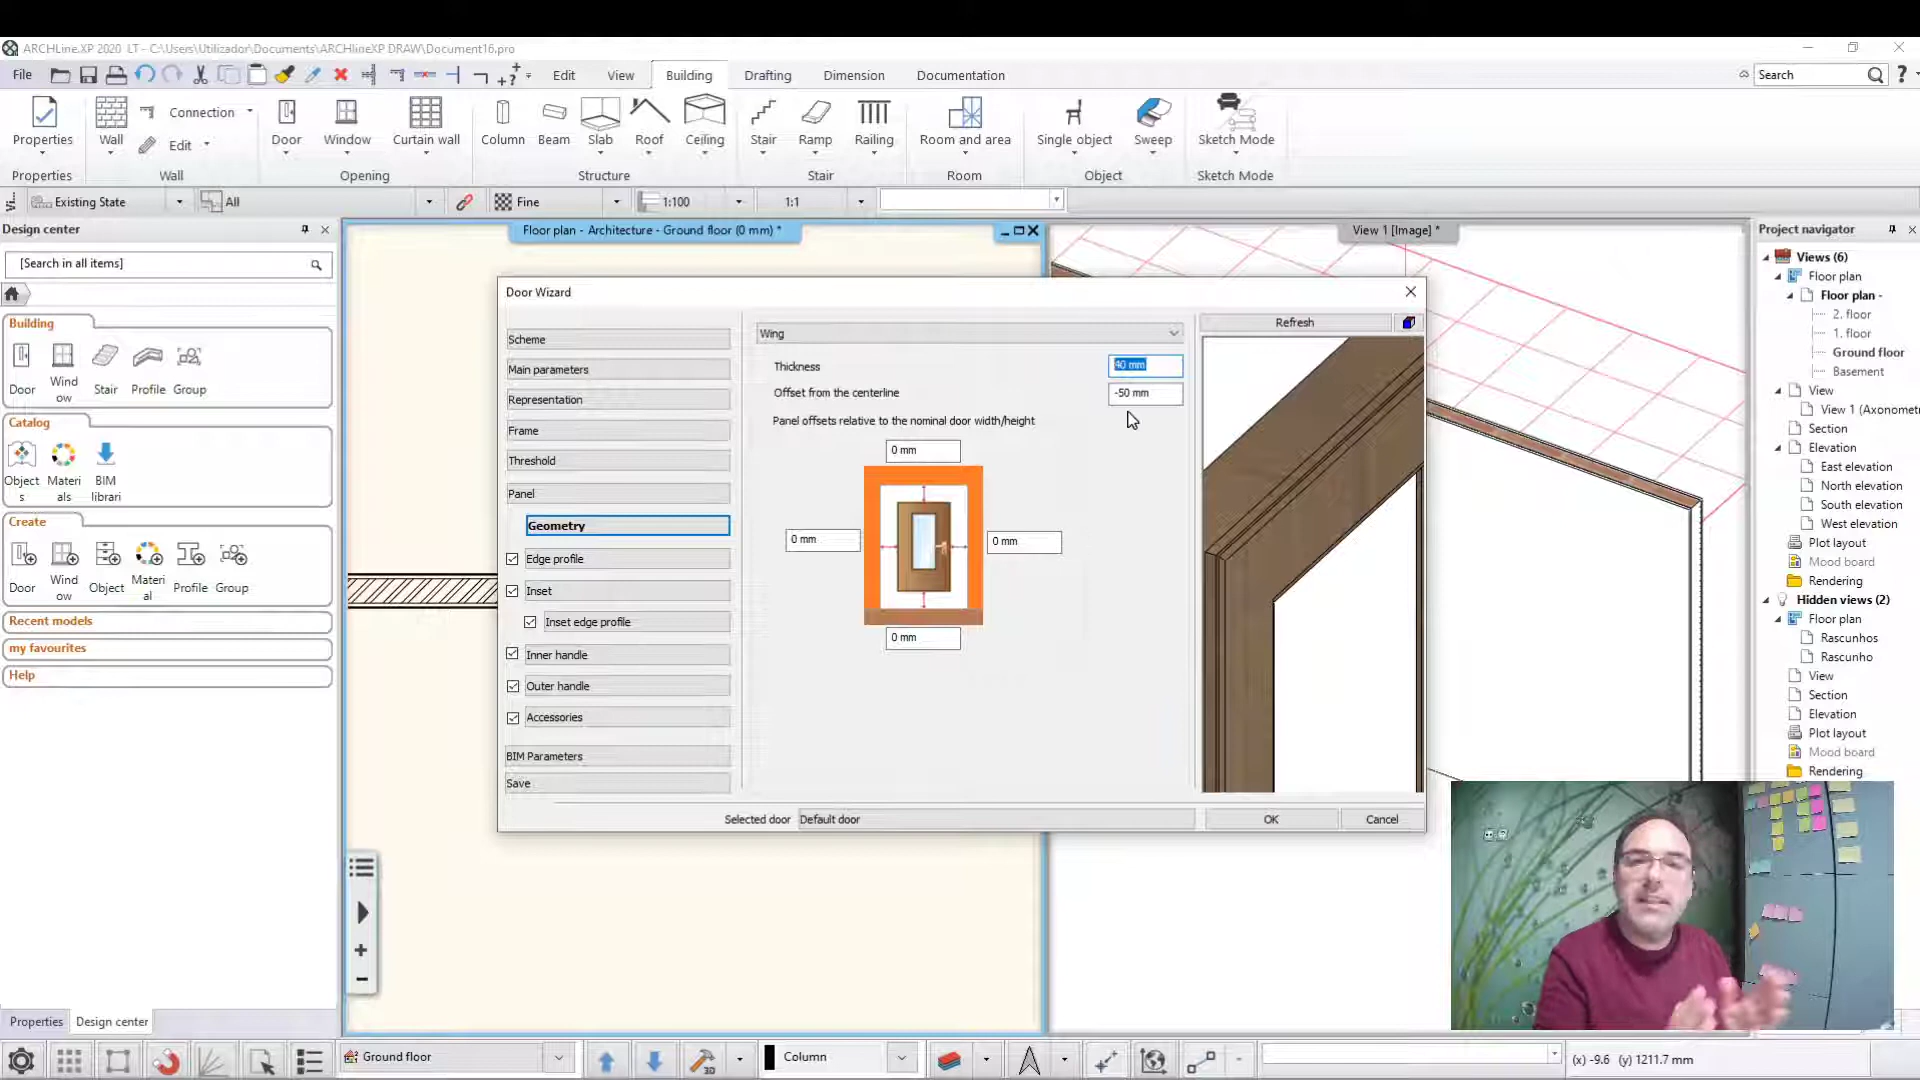 ARCHLine.XP 2020 LT - C:\Users\Utilizador\Documents\ARCHlineXP DRAW\Document16.pro
File
Edit
View
Building
Drafting
Dimension
Documentation
Search
?
Properties
Wall
Connection
Edit
Door
Window
Curtain wall
Column
Beam
Slab
Roof
Ceiling
Stair
Ramp
Railing
Room and area
Single object
Sweep
Sketch Mode
Properties
Wall
Opening
Structure
Stair
Room
Object
Sketch Mode
Existing State
All
Fine
1:100
1:1
Design center
[Search in all items]
Building
Door
Wind
ow
Stair
Profile
Group
Catalog
Object
s
Materi
als
BIM
librari
Create
Door
Wind
ow
Object
Materi
al
Profile
Group
Recent models
my favourites
Help
Properties
Design center
Floor plan - Architecture - Ground floor (0 mm) *
View 1 [Image] *
Door Wizard
Scheme
Main parameters
Representation
Frame
Threshold
Panel
Geometry
Edge profile
Inset
Inset edge profile
Inner handle
Outer handle
Accessories
BIM Parameters
Save
Wing
Thickness
40 mm
Offset from the centerline
-50 mm
Panel offsets relative to the nominal door width/height
0 mm
0 mm
0 mm
0 mm
Refresh
Selected door
Default door
OK
Cancel
Project navigator
Views (6)
Floor plan
Floor plan -
2. floor
1. floor
Ground floor
Basement
View
View 1 (Axonomet
Section
Elevation
East elevation
North elevation
South elevation
West elevation
Plot layout
Mood board
Rendering
Hidden views (2)
Floor plan
Rascunhos
Rascunho
View
Section
Elevation
Plot layout
Mood board
Rendering
Ground floor
3D
Column
(x) -9.6 (y) 1211.7 mm